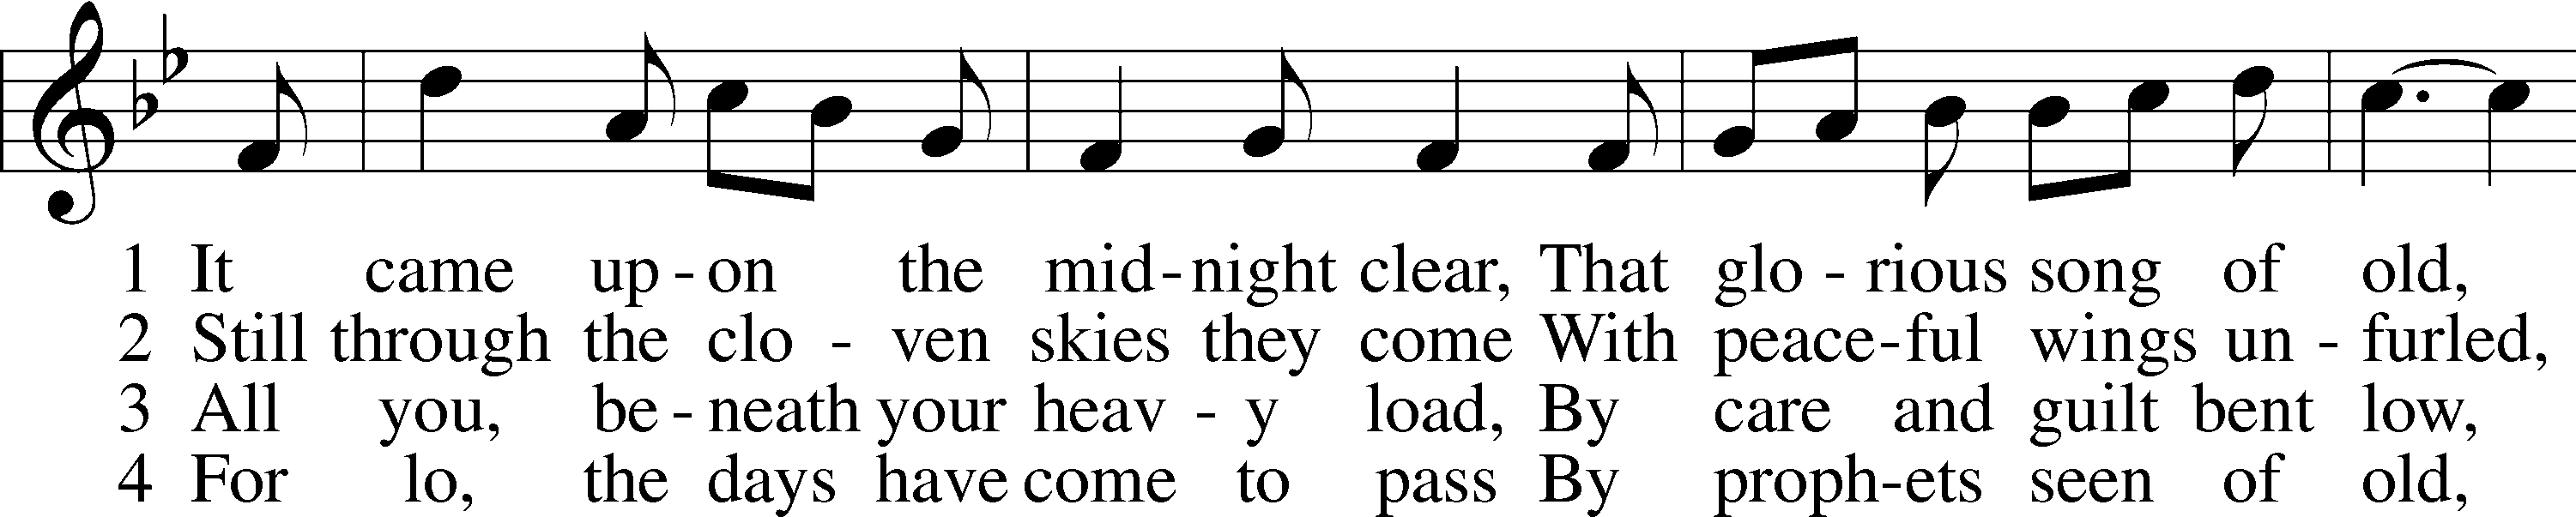 1 It came up - on the mid - night clear, That glo - rious song of old,
2 Still through the clo - ven skies they come With peace - ful wings un - furled,
3 All you, be - neath your heav - y load, By care and guilt bent low,
4 For lo, the days have come to pass By proph - ets seen of old,